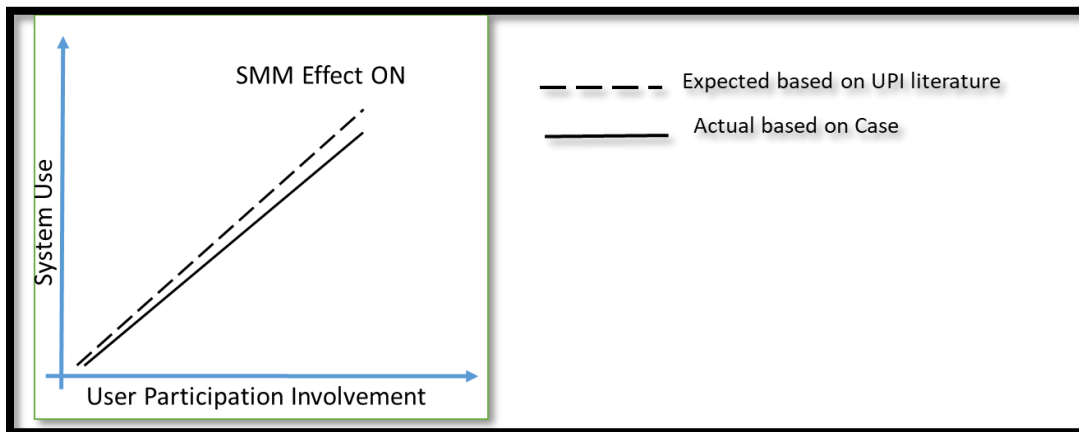 SMM Effect ON
System Use
User Participation Involvement
Expected based on UPI literature
Actual based on Case